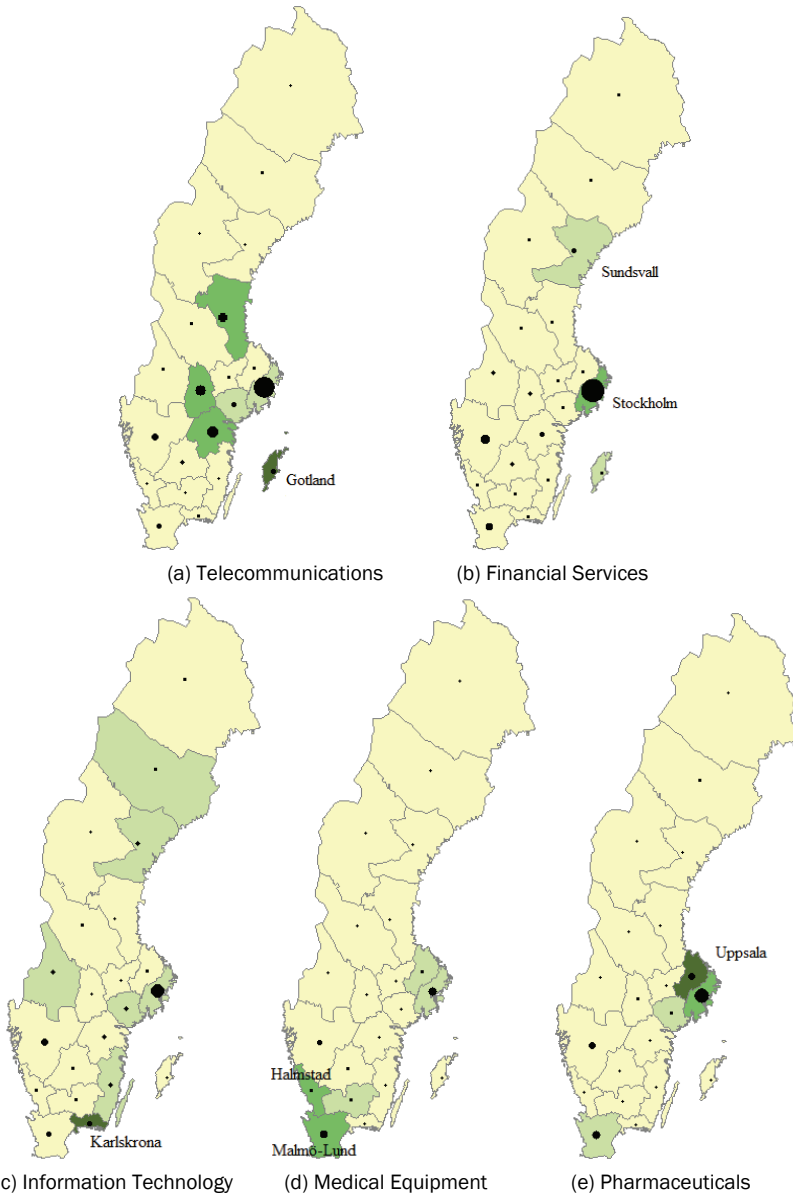 Gotland
Sundsvall
Stockholm
(a) Telecommunications
(b) Financial Services
Karlskrona
Halmstad
Malmö-Lund
Uppsala
c) Information Technology
(d) Medical Equipment
(e) Pharmaceuticals